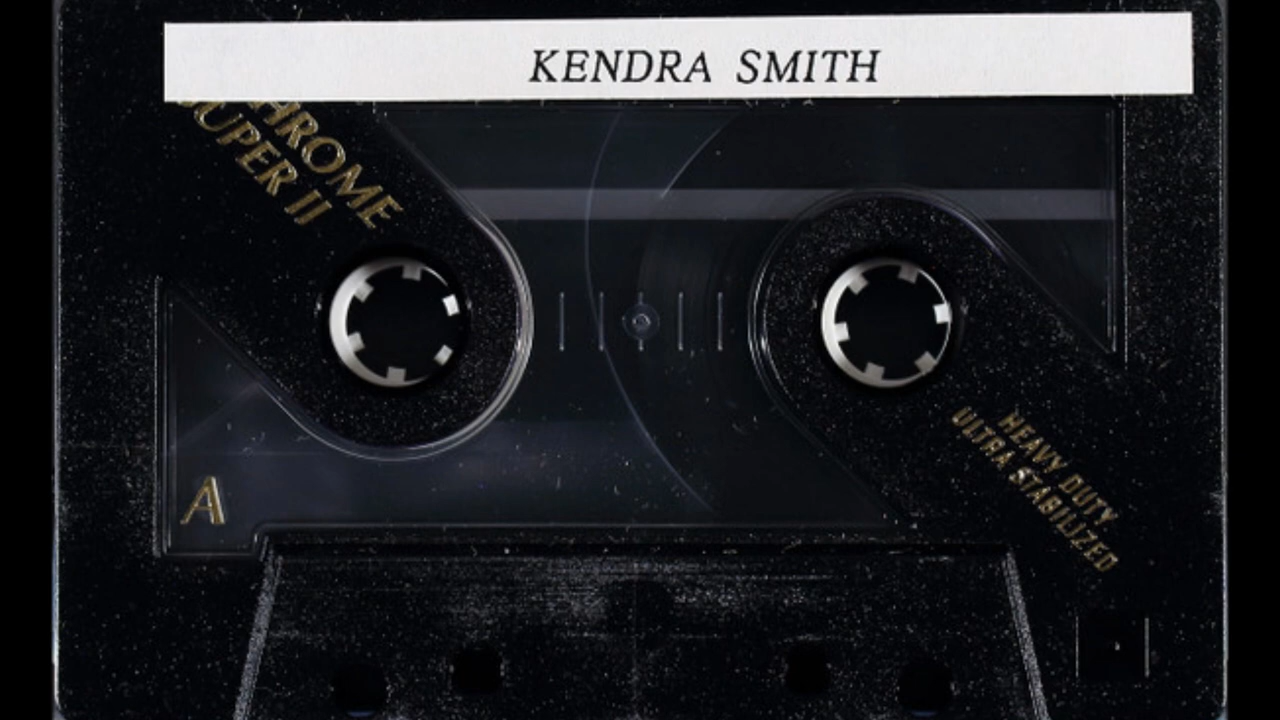 KENDRA SMITH
HROME
UPER II
A
HEAVY DUTY
ULTRA STABILIZED